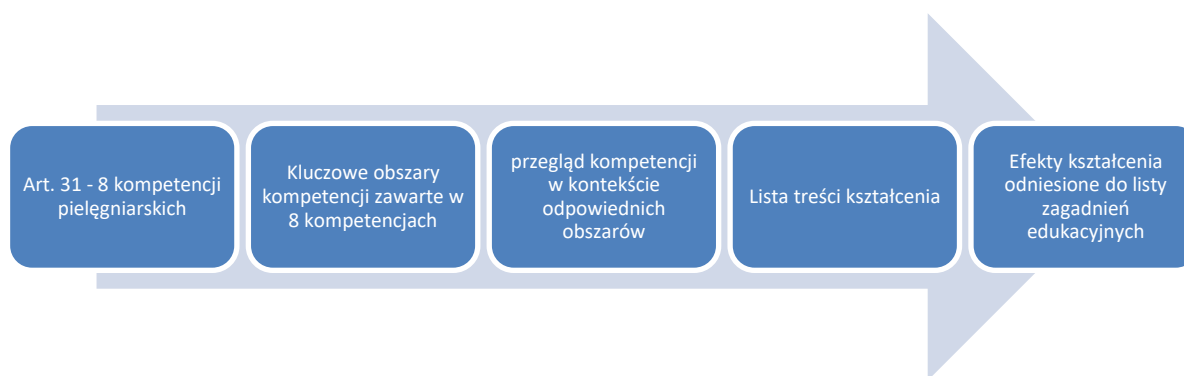 Art. 31 - 8 kompetencji
pielęgniarskich
Kluczowe obszary
kompetencji zawarte w
8 kompetencjach
przegląd kompetencji
w kontekście
odpowiednich
obszarów
Lista treści kształcenia
Efekty kształcenia
odniesione do listy
zagadnień
edukacyjnych